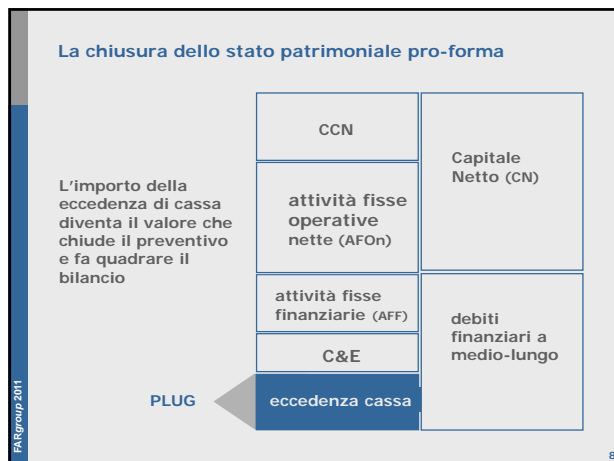 La chiusura dello stato patrimoniale pro-forma
L'importo della
eccedenza di cassa
diventa il valore che
chiude il preventivo
e fa quadrare il
bilancio
CCN
attività fisse
operative
nette (AFOn)
attività fisse
finanziarie (AFF)
C&E
PLUG
eccedenza cassa
Capitale
Netto (CN)
debiti
finanziari a
medio-lungo
FARgroup 2011
8